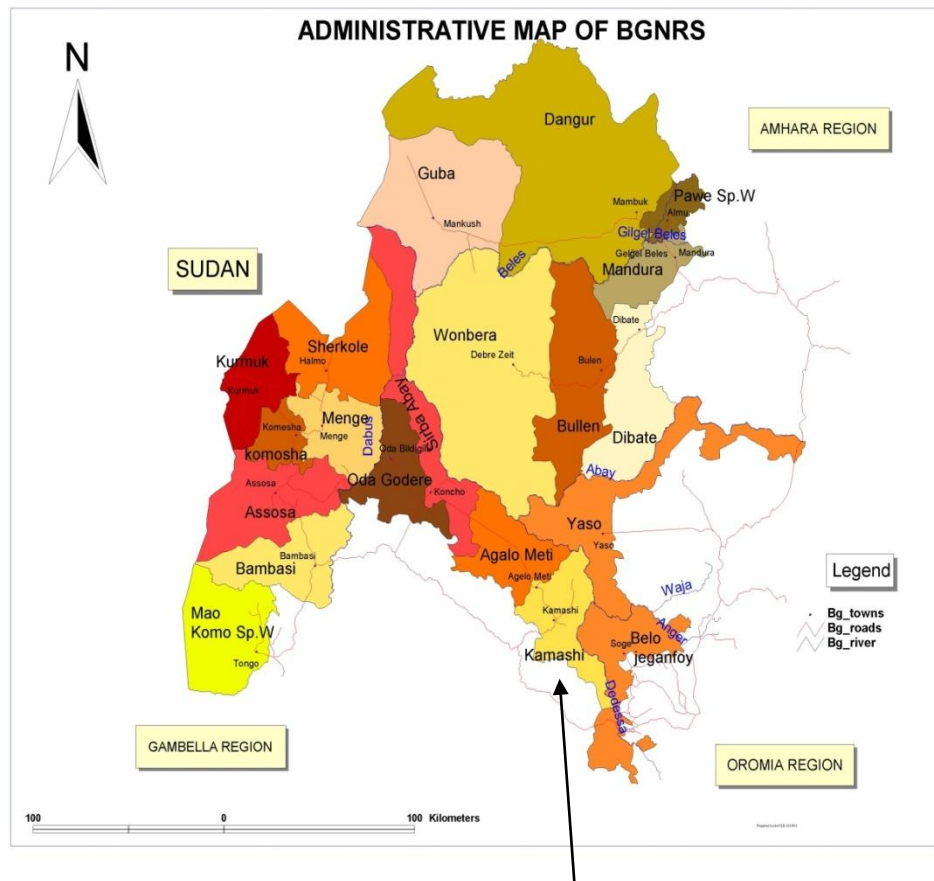 ADMINISTRATIVE MAP OF BGNRS
N
Dangur
AMHARA REGION
Guba
Pawe Sp.W
Mambuk
Almu
Mankush
Gilgel Beles
Gelgel Beles
Mandura
Beles
Mandura
SUDAN
Dibate
Wonbera
Sherkole
Debre Zeit
Kurmuk
Halmo
Bulen
Kurmuk
Sirba Abay
Menge
Komesha
Menge
Dabus
Bullen
Dibate
komosha
Oda Bildigilu
Abay
Assosa
Oda Godere
Koncho
Assosa
Yaso
Yaso
Agalo Meti
Bambasi
Bambasi
Agelo Meti
Legend
Waja
Mao
Komo Sp.W
Kamashi
Bg_towns
Bg_roads
Bg_river
Anger
Belo
jeganfoy
Soge
Kamashi
Tongo
Dedessa
GAMBELLA REGION
OROMIA REGION
100 0 100 Kilometers